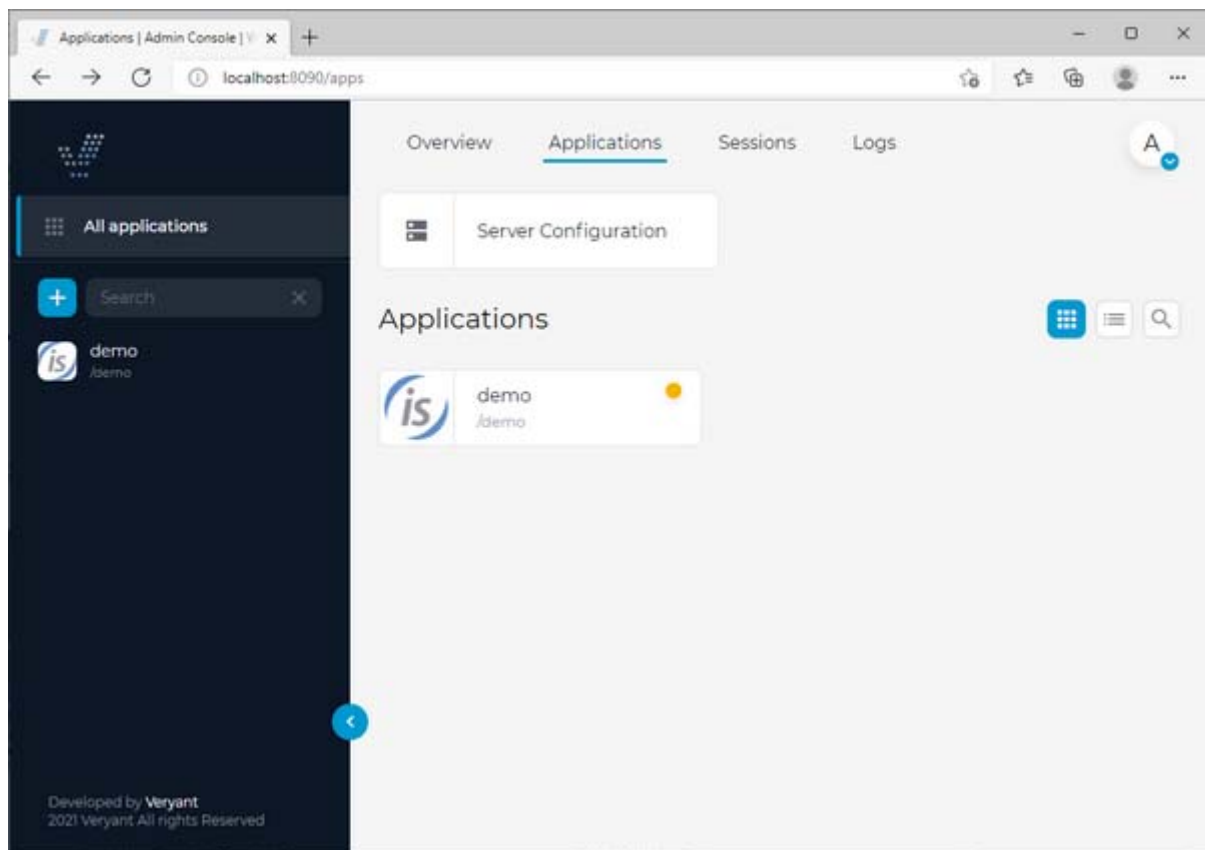 Applications | Admin Console | V
localhost:8090/apps
Overview Applications Sessions Logs
A
All applications
Server Configuration
Search
Applications
demo
/demo
is
demo
/demo
is
Developed by Veryant
2021 Veryant All rights Reserved